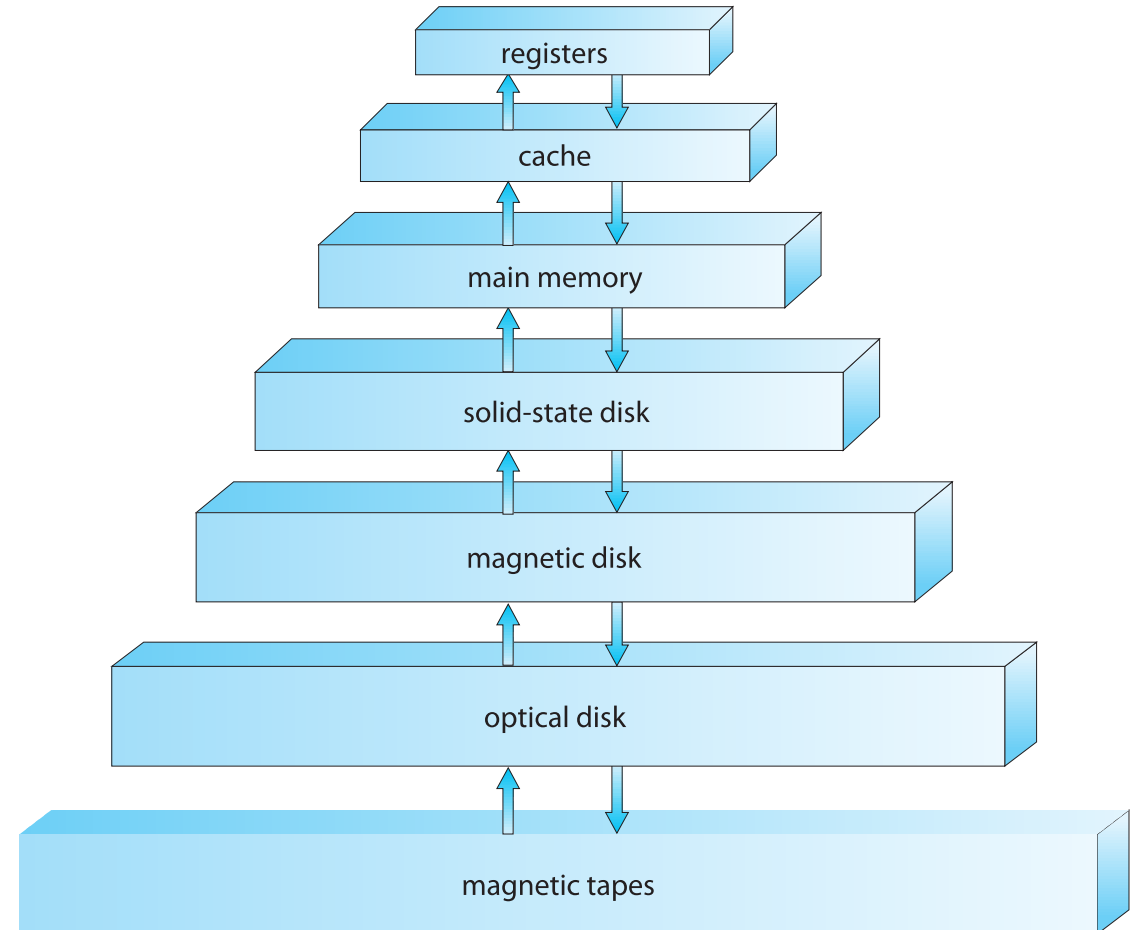 registers
cache
main memory
solid-state disk
magnetic disk
optical disk
magnetic tapes